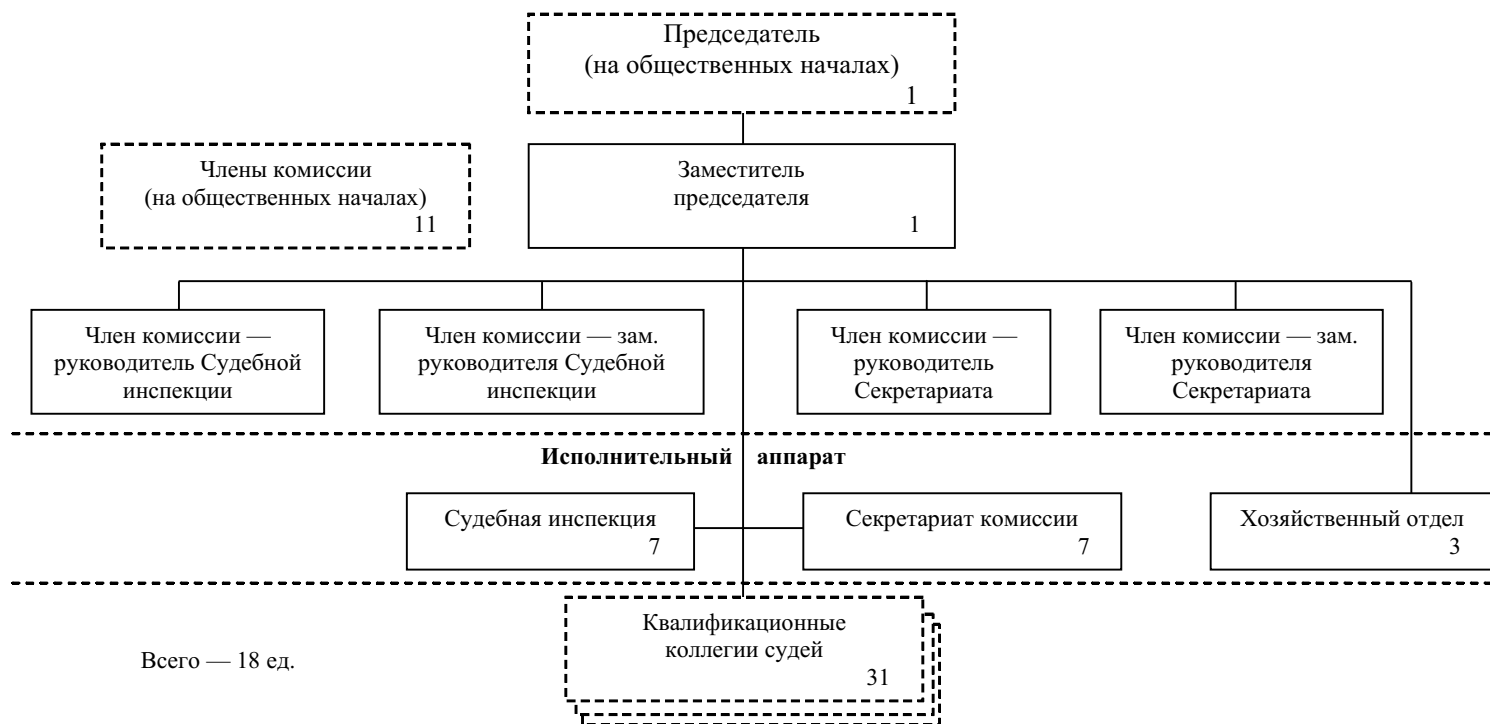 Председатель
(на общественных началах)
1
Члены комиссии
(на общественных началах)
11
Заместитель
председателя
1
Член комиссии —
руководитель Судебной
инспекции
Член комиссии — зам.
руководителя Судебной
инспекции
Член комиссии —
руководитель
Секретариата
Член комиссии — зам.
руководителя
Секретариата
Исполнительный аппарат
Судебная инспекция
7
Секретариат комиссии
7
Хозяйственный отдел
3
Квалификационные
коллегии судей
31
Всего — 18 ед.